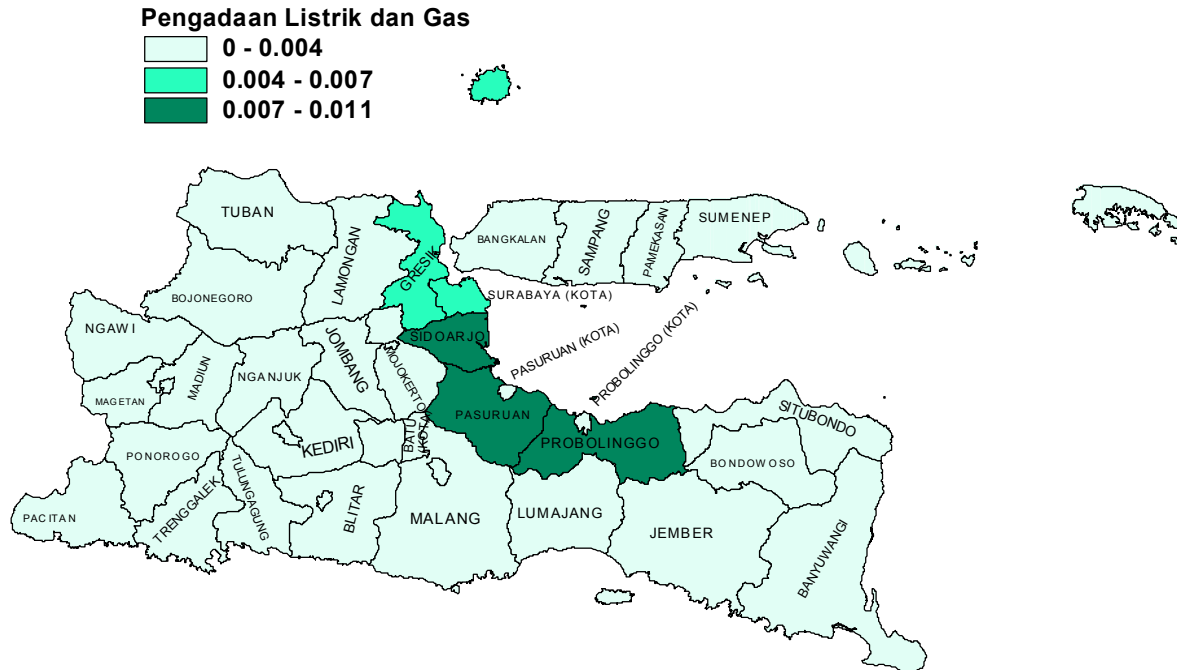 Pengadaan Listrik dan Gas
0 - 0.004
0.004 - 0.007
0.007 - 0.011
TUBAN
LAMONGAN
GRESIK
BANGKALAN
SAMPANG
PAMEKASAN
SUMENEP
BOJONEGORO
SURABAYA (KOTA)
NGAWI
SIDOARJO
JOMBANG
MOJOKERTO
PASURUAN (KOTA)
PROBOLINGGO (KOTA)
MADIUN
NGANJUK
MAGETAN
PASURUAN
SITUBONDO
KEDIRI
BATU
(KOTA)
PROBOLINGGO
PONOROGO
BONDOWOSO
TULUNGAGUNG
TRENGGALEK
BLITAR
PACITAN
MALANG
LUMAJANG
JEMBER
BANYUWANGI